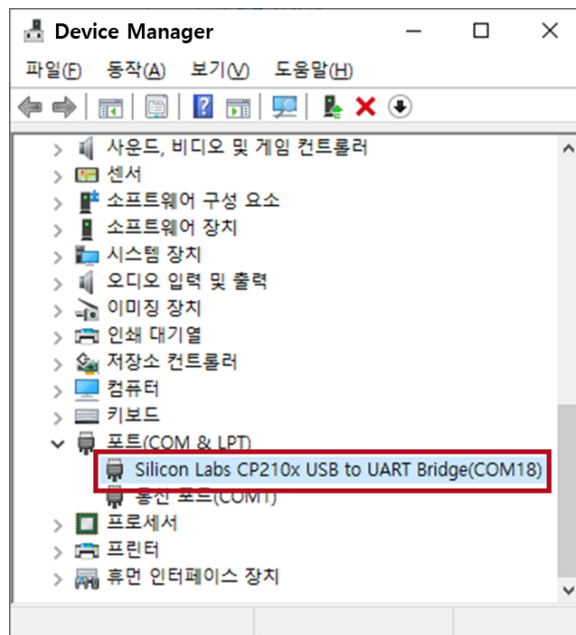 Device Manager
파일(F) 동작(A) 보기(V) 도움말(H)
사운드, 비디오 및 게임 컨트롤러
센서
소프트웨어 구성 요소
소프트웨어 장치
시스템 장치
오디오 입력 및 출력
이미징 장치
인쇄 대기열
저장소 컨트롤러
컴퓨터
키보드
포트(COM & LPT)
Silicon Labs CP210x USB to UART Bridge(COM18)
통신 포트(COM1)
프로세서
프린터
휴먼 인터페이스 장치